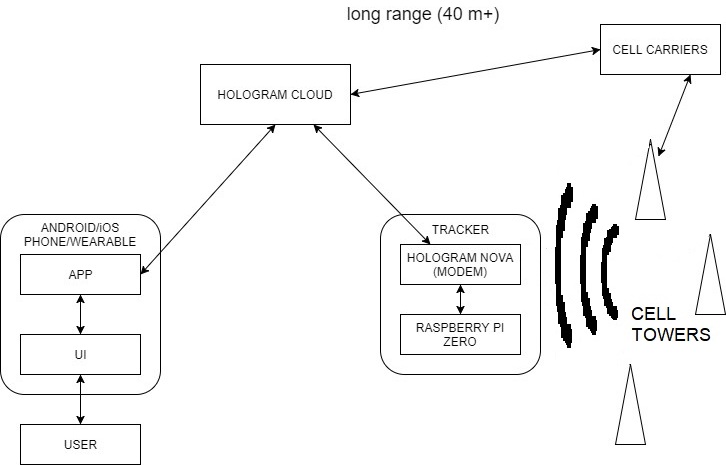 long range (40 m+)
CELL CARRIERS
HOLOGRAM CLOUD
ANDROID/iOS
PHONE/WEARABLE
APP
UI
USER
TRACKER
HOLOGRAM NOVA
(MODEM)
RASPBERRY PI
ZERO
CELL
TOWERS